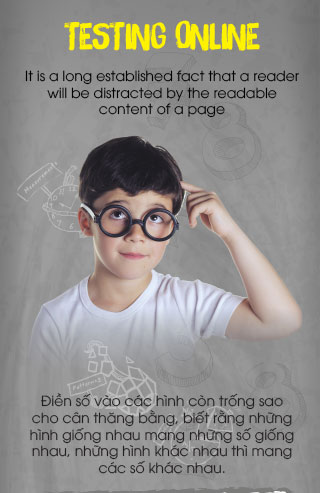 TESTING ONLINE
It is a long established fact that a reader
will be distracted by the readable
content of a page
Điền số vào các hình còn trống sao
cho cân thăng bằng, biết rằng những
hình giống nhau mang những số giống
nhau, những hình khác nhau thì mang
các số khác nhau.